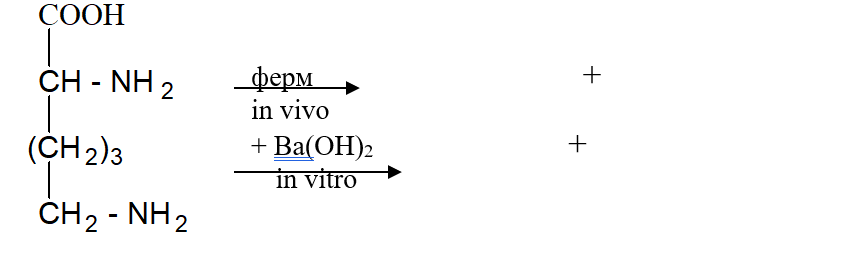 COOH
CH - NH2 ферм +
in vivo
(CH2)3 + Ba(OH)2 +
in vitro
CH2 - NH2